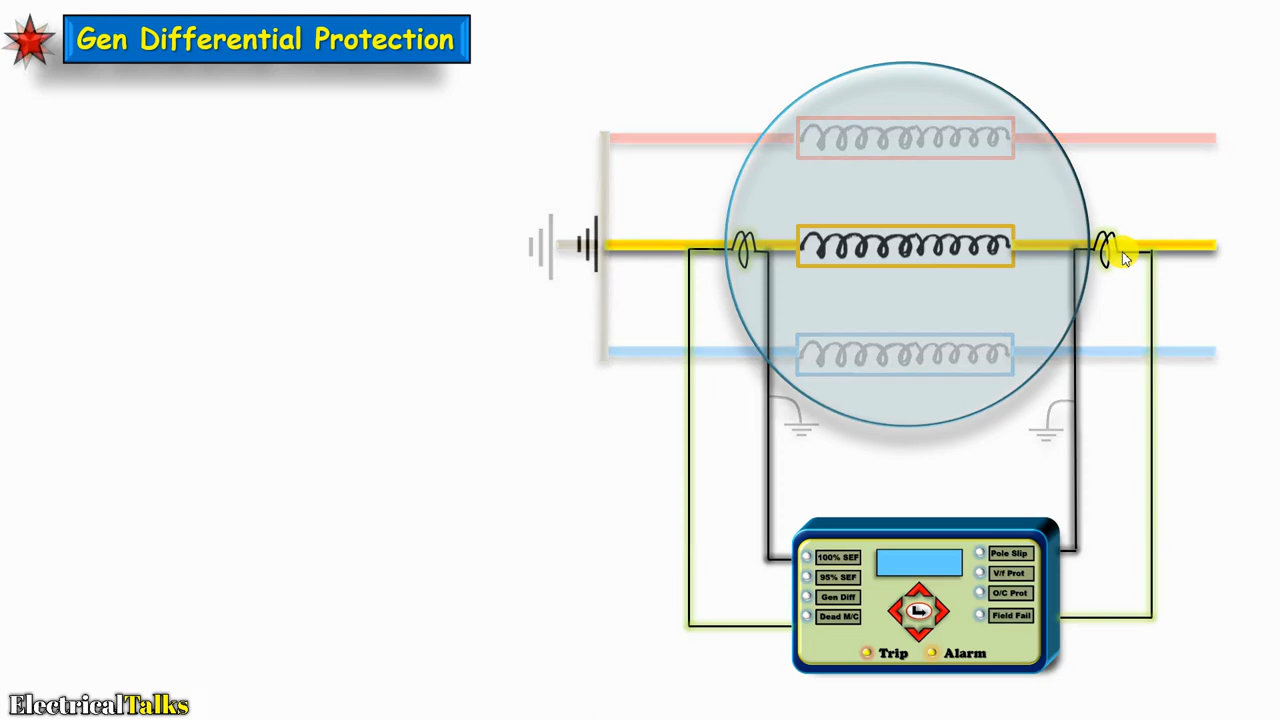 Gen Differential Protection
100% SEF
95% SEF
Gen Diff
Dead M/C
Pole Slip
V/f Prot
O/C Prot
Field Fail
Trip
Alarm
ElectricalTalks